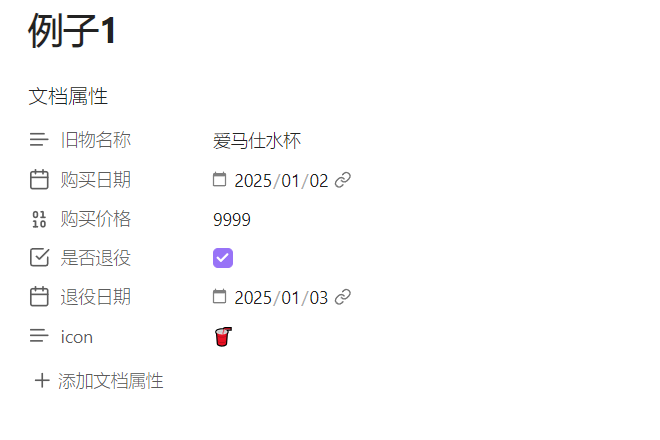 例子1
文档属性
旧物名称 爱马仕水杯
购买日期 2025/01/02
购买价格 9999
是否退役
退役日期 2025/01/03
icon 🥤
添加文档属性